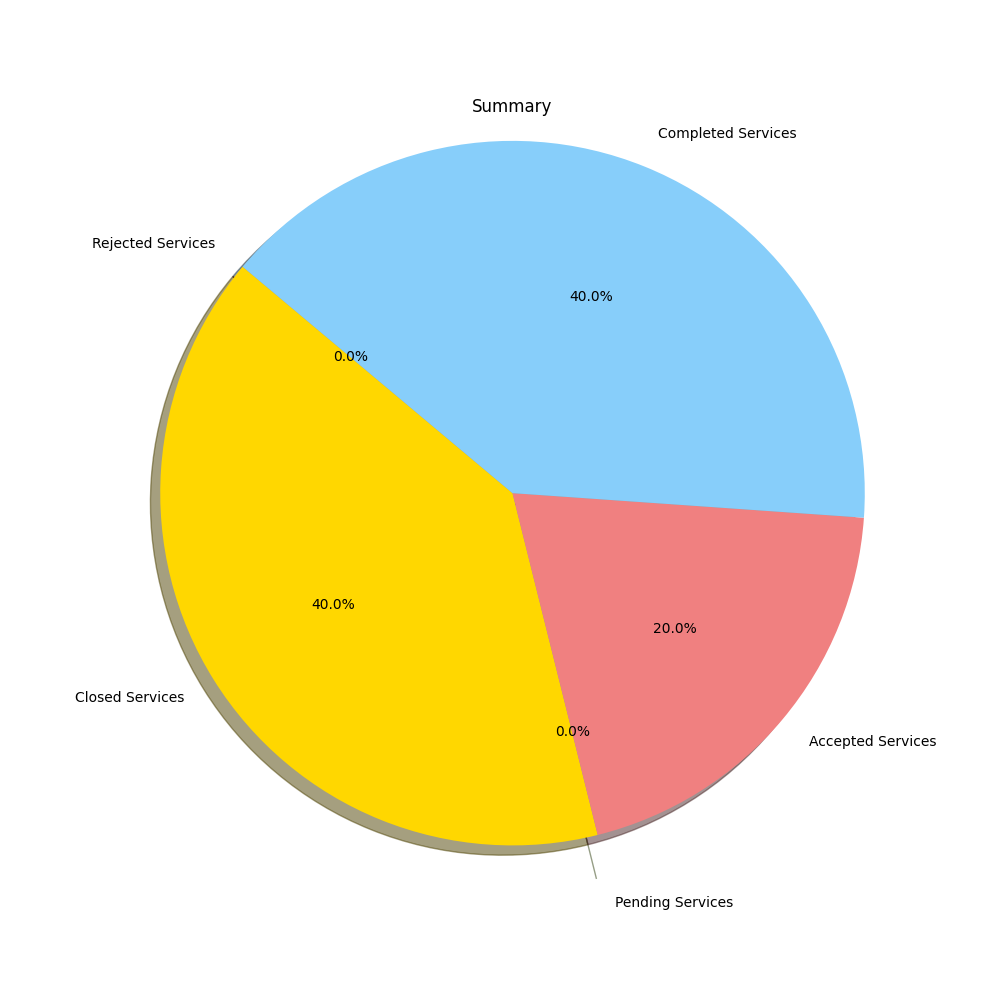 Summary
Completed Services
Rejected Services
40.0%
0.0%
40.0%
20.0%
Closed Services
0.0%
Accepted Services
Pending Services